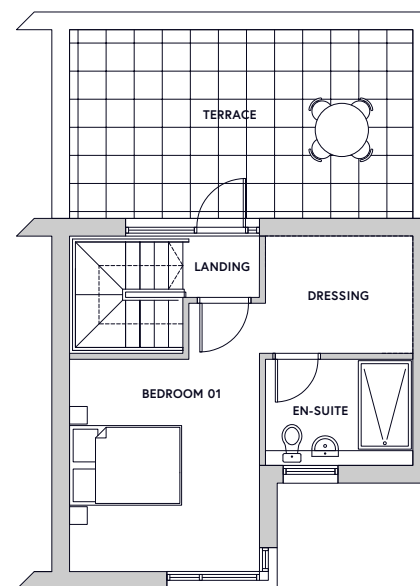 TERRACE
LANDING
DRESSING
BEDROOM 01
EN-SUITE